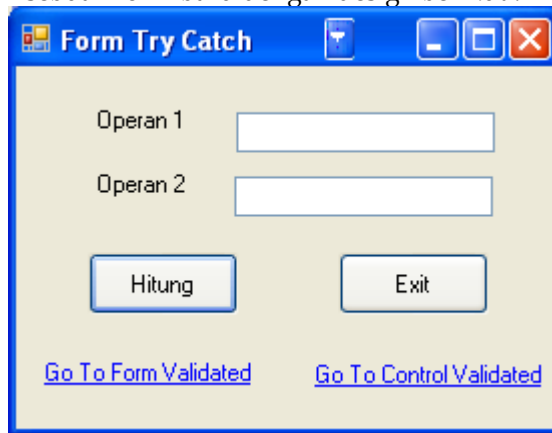 Form Try Catch
Operan 1
Operan 2
Hitung Exit
Go To Form Validated Go To Control Validated